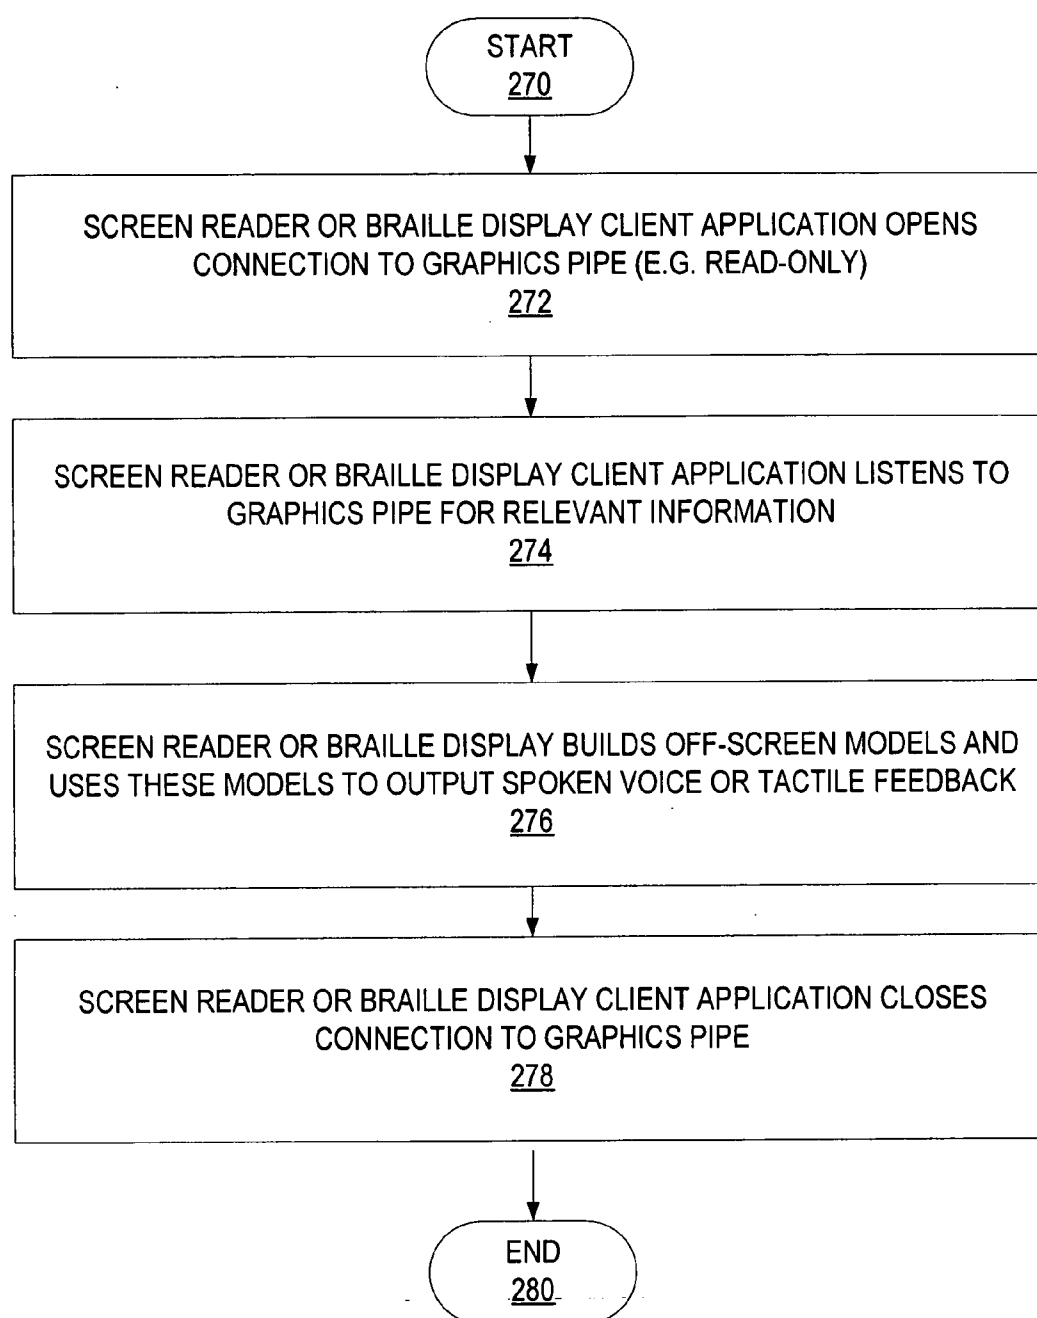 START
270
SCREEN READER OR BRAILLE DISPLAY CLIENT APPLICATION OPENS
CONNECTION TO GRAPHICS PIPE (E.G. READ-ONLY)
272
SCREEN READER OR BRAILLE DISPLAY CLIENT APPLICATION LISTENS TO
GRAPHICS PIPE FOR RELEVANT INFORMATION
274
SCREEN READER OR BRAILLE DISPLAY BUILDS OFF-SCREEN MODELS AND
USES THESE MODELS TO OUTPUT SPOKEN VOICE OR TACTILE FEEDBACK
276
SCREEN READER OR BRAILLE DISPLAY CLIENT APPLICATION CLOSES
CONNECTION TO GRAPHICS PIPE
278
END
280